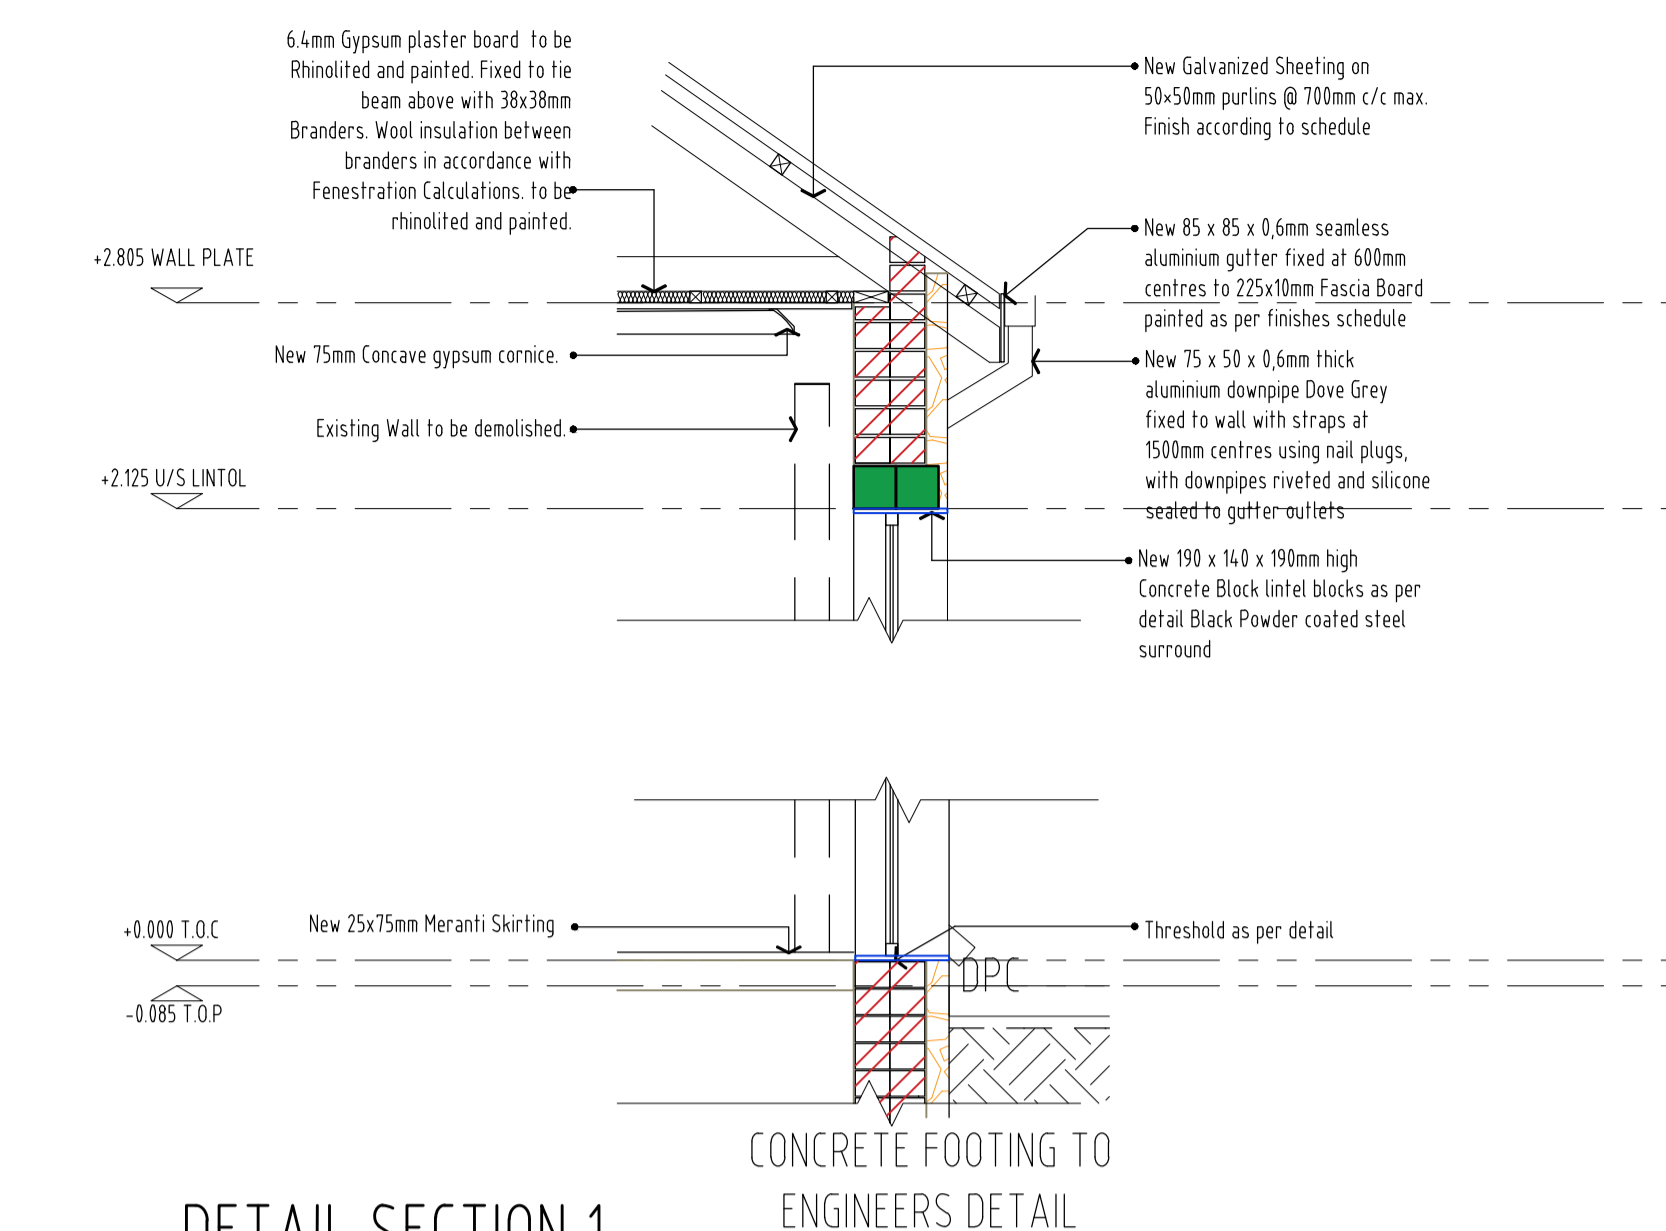 6.4mm Gypsum plaster board to be
Rhinolited and painted. Fixed to tie
beam above with 38x38mm
Branders. Wool insulation between
branders in accordance with
Fenestration Calculations. to be
rhinolited and painted.
New Galvanized Sheeting on
50×50mm purlins @ 700mm c/c max.
Finish according to schedule
+2.805 WALL PLATE
New 85 x 85 x 0,6mm seamless
aluminium gutter fixed at 600mm
centres to 225x10mm Fascia Board
painted as per finishes schedule
New 75mm Concave gypsum cornice.
New 75 x 50 x 0,6mm thick
aluminium downpipe Dove Grey
fixed to wall with straps at
1500mm centres using nail plugs,
with downpipes riveted and silicone
sealed to gutter outlets
Existing Wall to be demolished.
+2.125 U/S LINTOL
New 190 x 140 x 190mm high
Concrete Block lintel blocks as per
detail Black Powder coated steel
surround
+0.000 T.O.C
New 25x75mm Meranti Skirting
Threshold as per detail
DPC
-0.085 T.O.P
CONCRETE FOOTING TO
ENGINEERS DETAIL
DETAIL SECTION 1